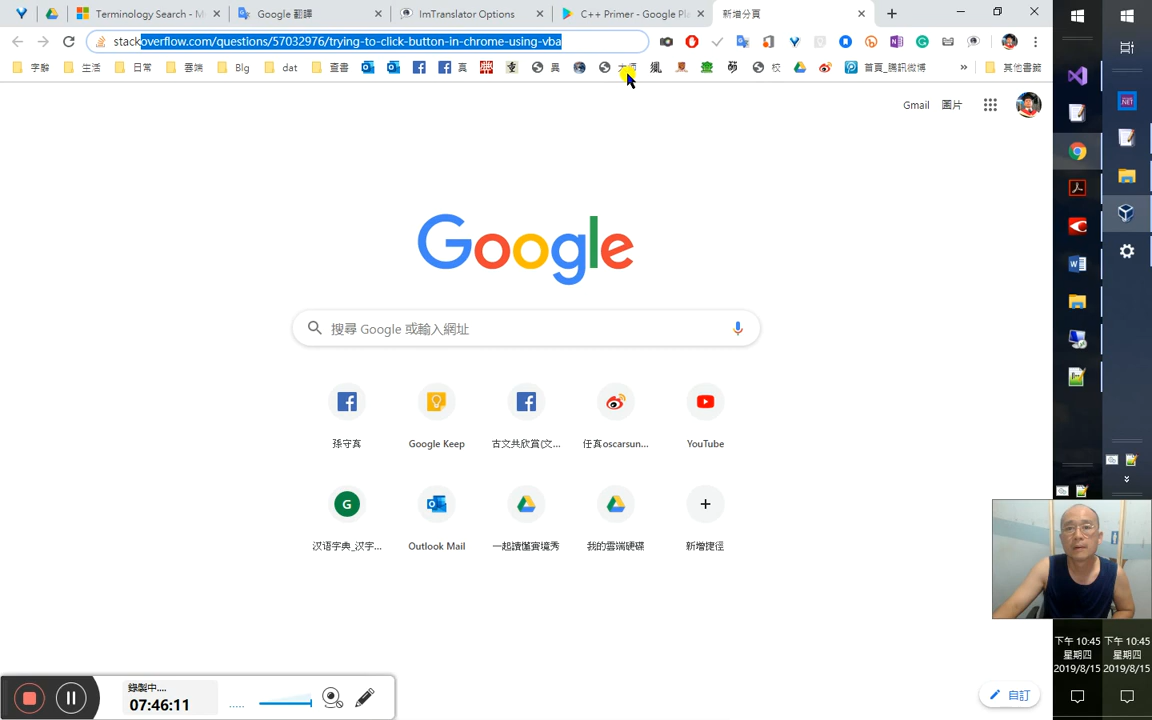 Terminology Search - M
Google 翻譯
ImTranslator Options
C++ Primer - Google Pla
新增分頁
stackoverflow.com/questions/57032976/trying-to-click-button-in-chrome-using-vba
字辭
生活
日常
雲端
Blg
dat
查書
真
異
大師
校
首頁_騰訊微博
»
其他書籤
Gmail
圖片
Google
搜尋 Google 或輸入網址
孫守真
Google Keep
古文共欣賞(文...
任真oscarsun...
YouTube
G
汉语字典_汉字...
Outlook Mail
一起讀懂蜜境秀
我的雲端硬碟
新增捷徑
自訂
錄製中....
07:46:11
下午 10:45
星期四
2019/8/15
下午 10:45
星期四
2019/8/15